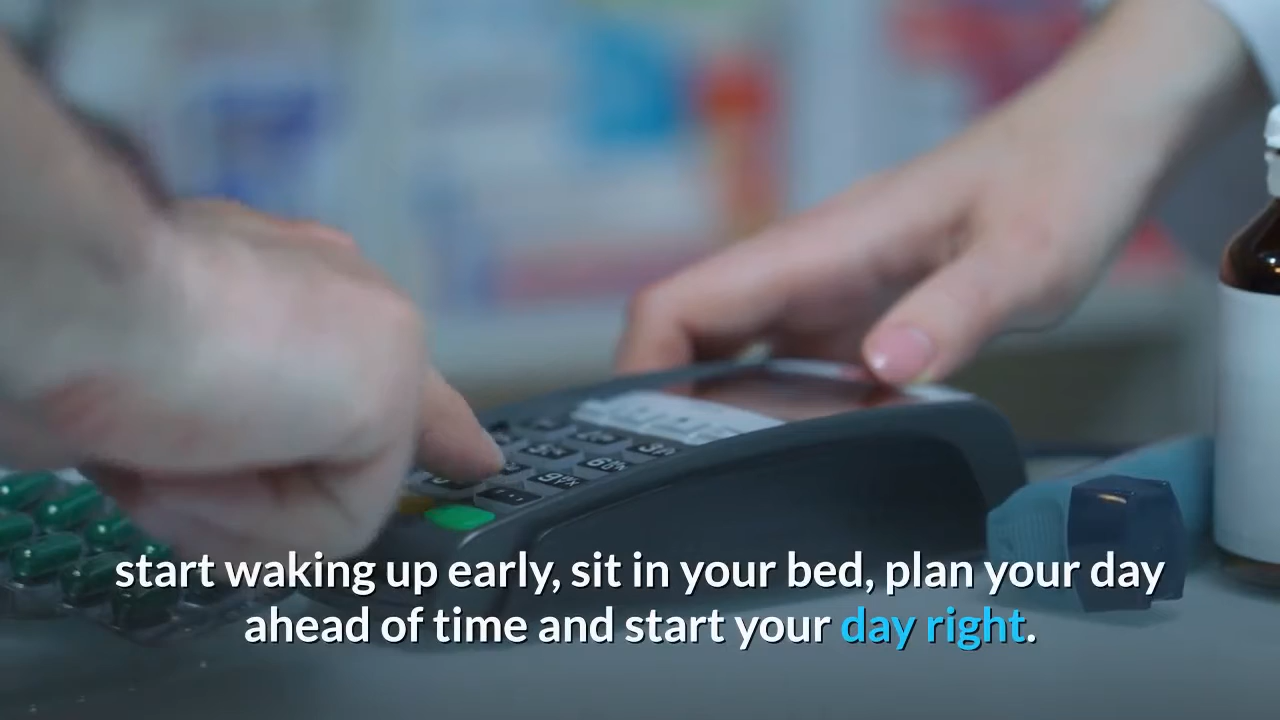 start waking up early, sit in your bed, plan your day
ahead of time and start your day right.